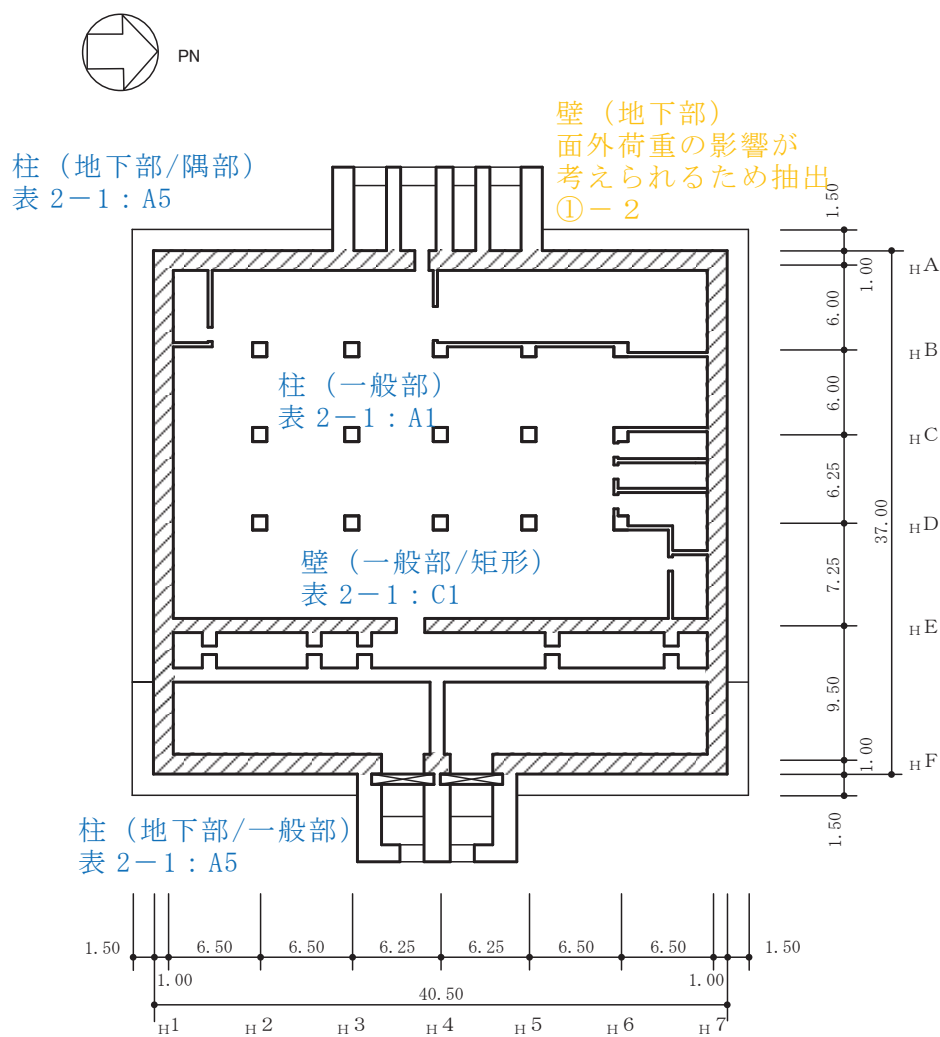 PN
壁（地下部）
面外荷重の影響が
考えられるため抽出
①－2
柱（地下部/隅部）
表2－1：A5
1.50
HA
1.00
6.00
HB
柱（一般部）
表2－1：A1
6.00
HC
6.25
37.00
HD
壁（一般部/矩形）
表2－1：C1
7.25
HE
9.50
HF
1.00
柱（地下部/一般部）
表2－1：A5
1.50
1.50 6.50 6.50 6.25 6.25 6.50 6.50 1.50
1.00 40.50 1.00
H1 H2 H3 H4 H5 H6 H7